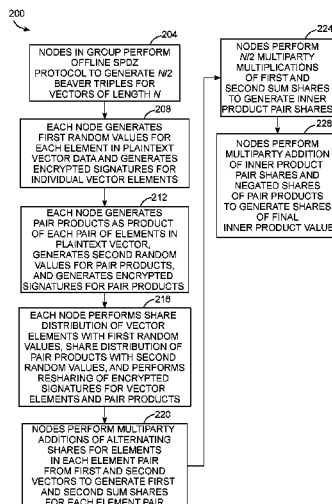 200
204
NODES IN GROUP PERFORM
OFFLINE SPDZ
PROTOCOL TO GENERATE N/2
BEAVER TRIPLES FOR
VECTORS OF LENGTH N
208
EACH NODE GENERATES
FIRST RANDOM VALUES FOR
EACH ELEMENT IN PLAINTEXT
VECTOR DATA AND GENERATES
ENCRYPTED SIGNATURES FOR
INDIVIDUAL VECTOR ELEMENTS
212
EACH NODE GENERATES
PAIR PRODUCTS AS PRODUCT
OF EACH PAIR OF ELEMENTS IN
PLAINTEXT VECTOR,
GENERATES SECOND RANDOM
VALUES FOR PAIR PRODUCTS,
AND GENERATES ENCRYPTED
SIGNATURES FOR PAIR PRODUCTS
216
EACH NODE PERFORMS SHARE
DISTRIBUTION OF VECTOR
ELEMENTS WITH FIRST RANDOM
VALUES, SHARE DISTRIBUTION OF
PAIR PRODUCTS WITH SECOND
RANDOM VALUES, AND PERFORMS
RESHARING OF ENCRYPTED
SIGNATURES FOR VECTOR
ELEMENTS AND PAIR PRODUCTS
220
NODES PERFORM MULTIPARTY
ADDITIONS OF ALTERNATING
SHARES FOR ELEMENTS
IN EACH ELEMENT PAIR
FROM FIRST AND SECOND
VECTORS TO GENERATE FIRST
AND SECOND SUM SHARES
FOR EACH ELEMENT PAIR
224
NODES PERFORM
N/2 MULTIPARTY
MULTIPLICATIONS
OF FIRST AND
SECOND SUM SHARES
TO GENERATE INNER
PRODUCT PAIR SHARES
228
NODES PERFORM
MULTIPARTY ADDITION
OF INNER PRODUCT
PAIR SHARES AND
NEGATED SHARES
OF PAIR PRODUCTS
TO GENERATE SHARES
OF FINAL
INNER PRODUCT VALUE